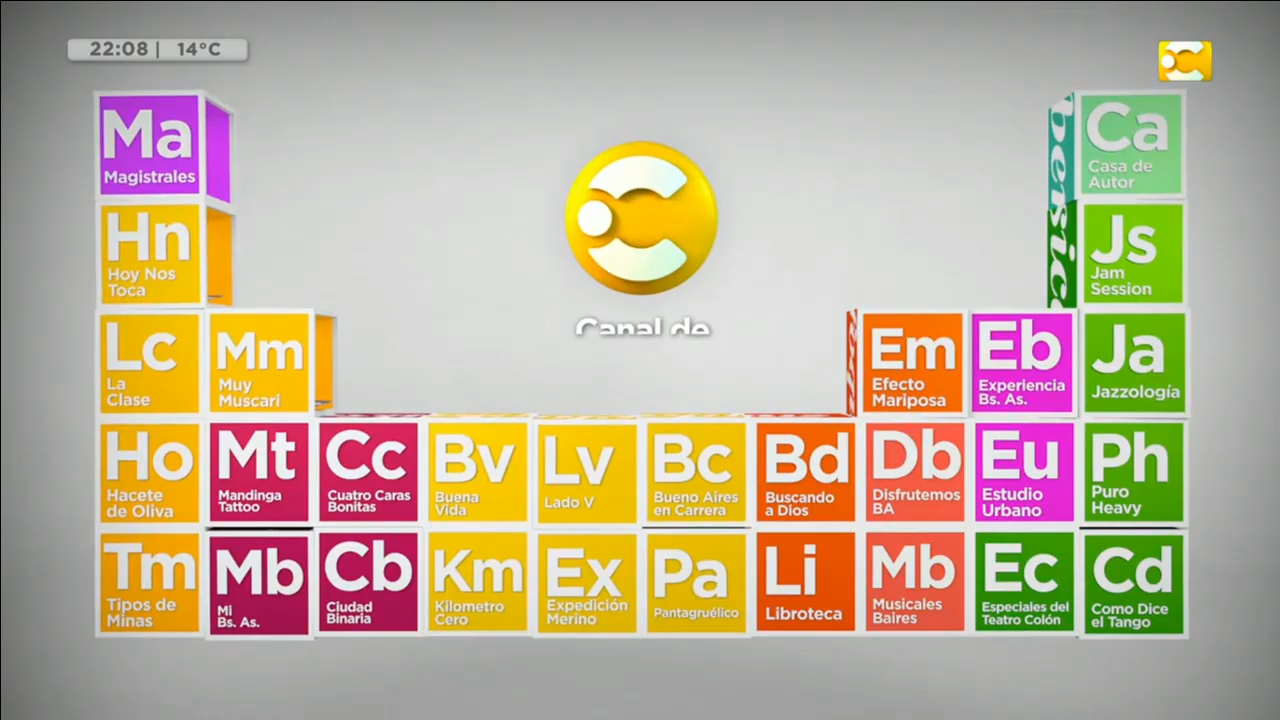 22:08 | 14°C
Ma
Magistrales
Ca
Casa de
Autor
Hn
Hoy Nos
Toca
Js
Jam
Session
Canal de
Lc
La
Clase
Mm
Muy
Muscari
Em
Efecto
Mariposa
Eb
Experiencia
Bs. As.
Ja
Jazzología
Ho
Hacete
de Oliva
Mt
Mandinga
Tattoo
Cc
Cuatro Caras
Bonitas
Bv
Buena
Vida
Lv
Lado V
Bc
Bueno Aires
en Carrera
Bd
Buscando
a Dios
Db
Disfrutemos
BA
Eu
Estudio
Urbano
Ph
Puro
Heavy
Tm
Tipos de
Minas
Mb
Mi
Bs. As.
Cb
Ciudad
Binaria
Km
Kilometro
Cero
Ex
Expedición
Merino
Pa
Pantagruélico
Li
Libroteca
Mb
Musicales
Baires
Ec
Especiales del
Teatro Colón
Cd
Como Dice
el Tango